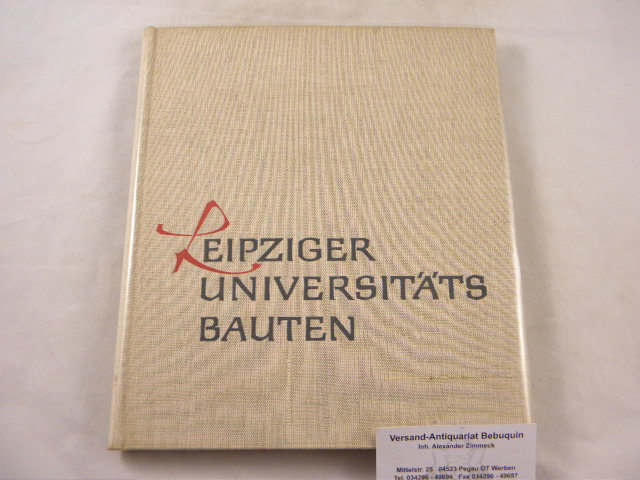 LEIPZIGER
UNIVERSITÄTS
BAUTEN
Versand-Antiquariat Bebuquin
Inh. Alexander Zimmeck
Mittelstr. 25 04523 Pegau OT Werben
Tel. 034296 - 49696 Fax 034296 - 49697